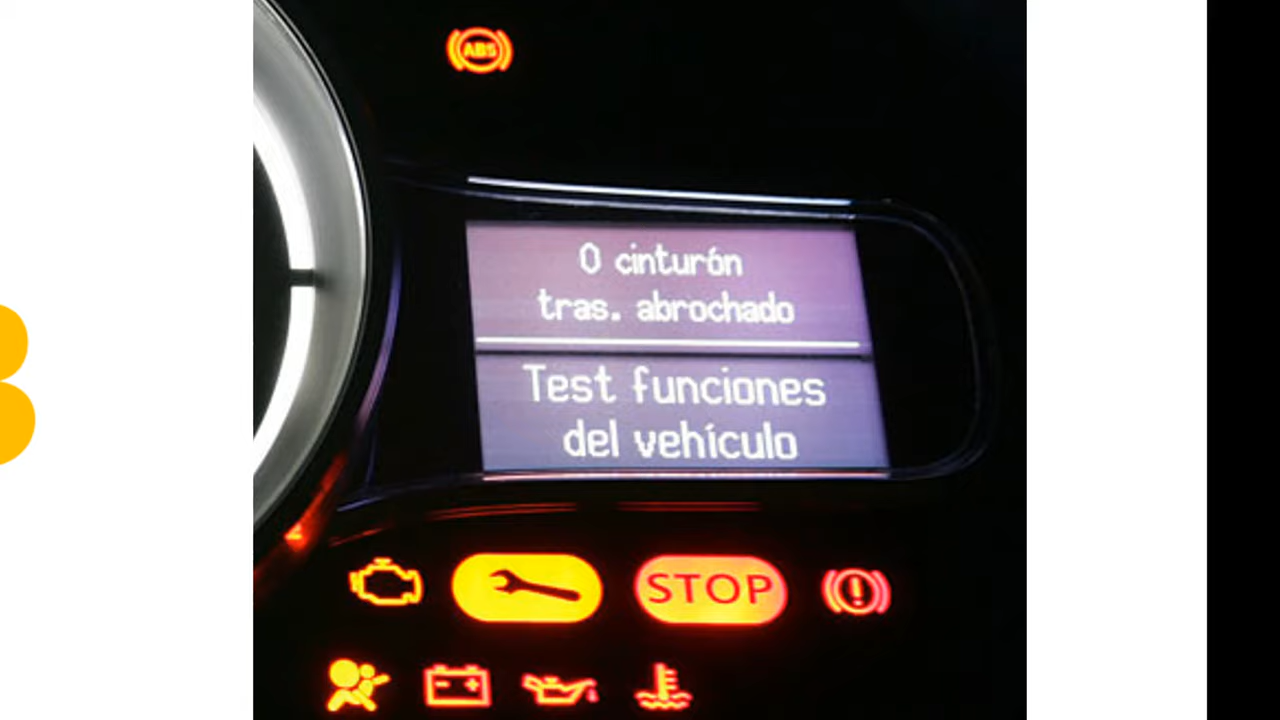 ABS
0 cinturón
tras. abrochado
Test funciones
del vehículo
STOP